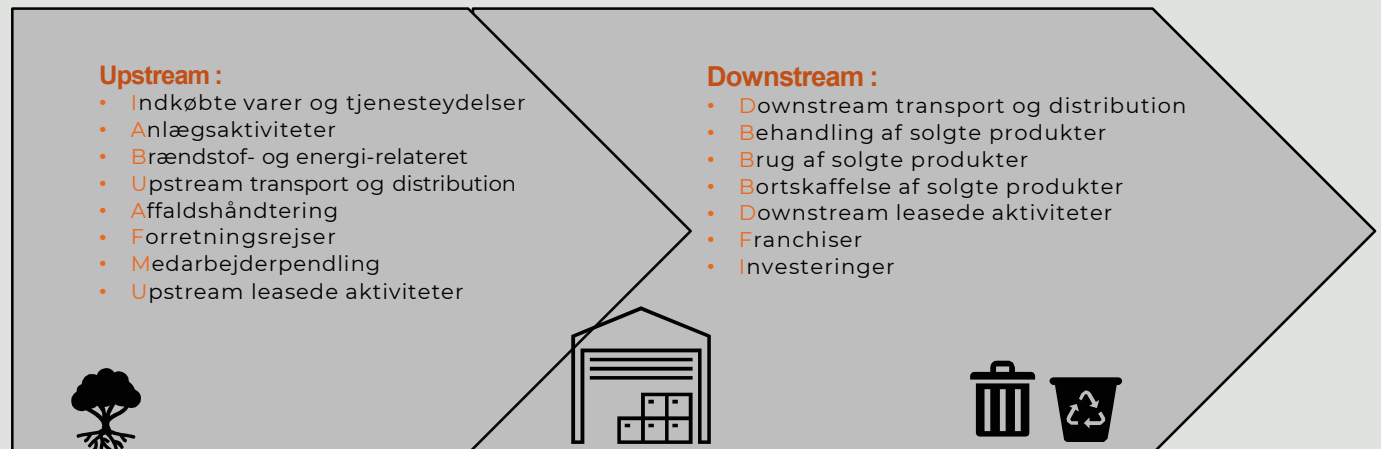 Upstream :
• Indkøbte varer og tjenesteydelser
• Anlægsaktiviteter
• Brændstof- og energi-relateret
• Upstream transport og distribution
• Affaldshåndtering
• Forretningsrejser
• Medarbejderpendling
• Upstream leasede aktiviteter
Downstream :
• Downstream transport og distribution
• Behandling af solgte produkter
• Brug af solgte produkter
• Bortskaffelse af solgte produkter
• Downstream leasede aktiviteter
• Franchiser
• Investeringer